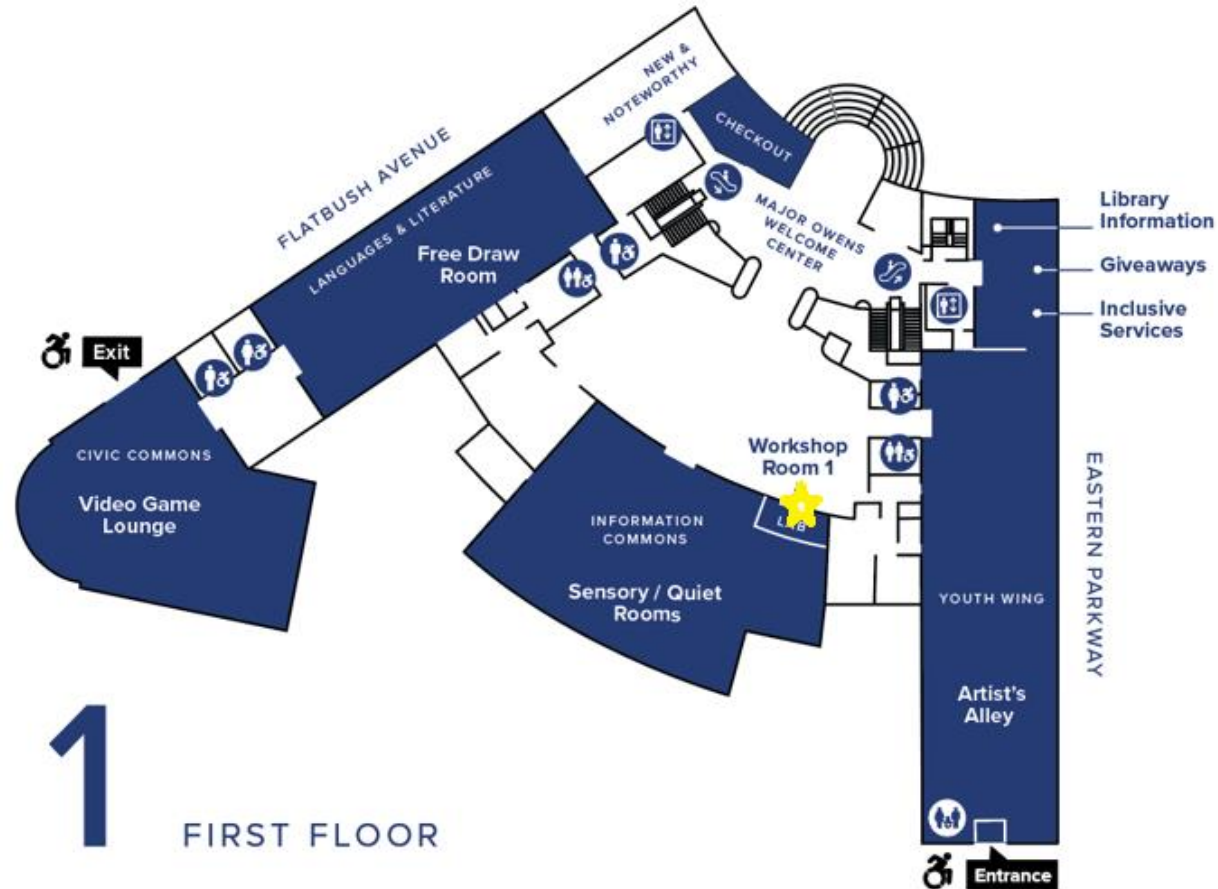 NEW &
NOTEWORTHY
CHECKOUT
FLATBUSH AVENUE
LANGUAGES & LITERATURE
Free Draw
Room
MAJOR OWENS
WELCOME
CENTER
Library
Information
Giveaways
Inclusive
Services
Exit
CIVIC COMMONS
Video Game
Lounge
Workshop
Room 1
INFORMATION
COMMONS
Sensory / Quiet
Rooms
EASTERN PARKWAY
YOUTH WING
Artist's
Alley
1
FIRST FLOOR
Entrance